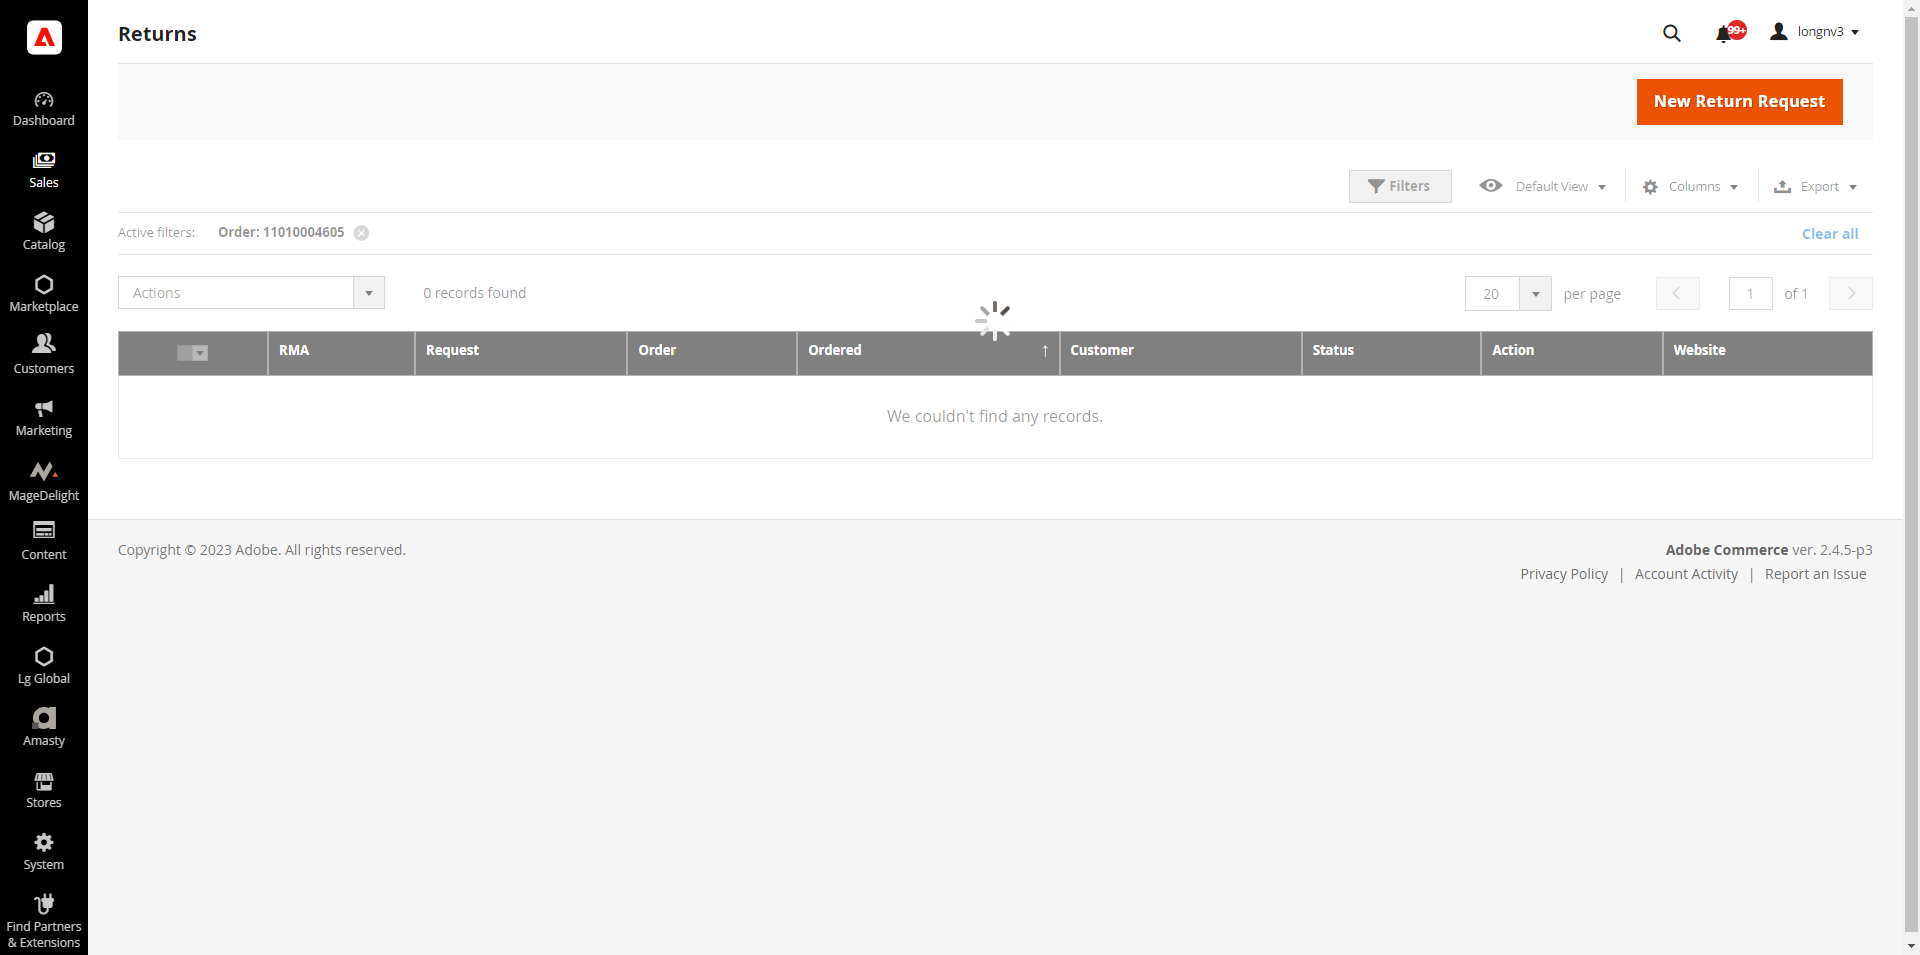 Returns
99+
longnv3
New Return Request
Dashboard
Sales
Catalog
Marketplace
Customers
Marketing
MageDelight
Content
Reports
Lg Global
Amasty
Stores
System
Find Partners
& Extensions
Filters
Default View
Columns
Export
Active filters:
Order: 11010004605
Clear all
Actions
0 records found
20
per page
1
of 1
RMA
Request
Order
Ordered
↑
Customer
Status
Action
Website
We couldn't find any records.
Copyright © 2023 Adobe. All rights reserved.
Adobe Commerce ver. 2.4.5-p3
Privacy Policy | Account Activity | Report an Issue